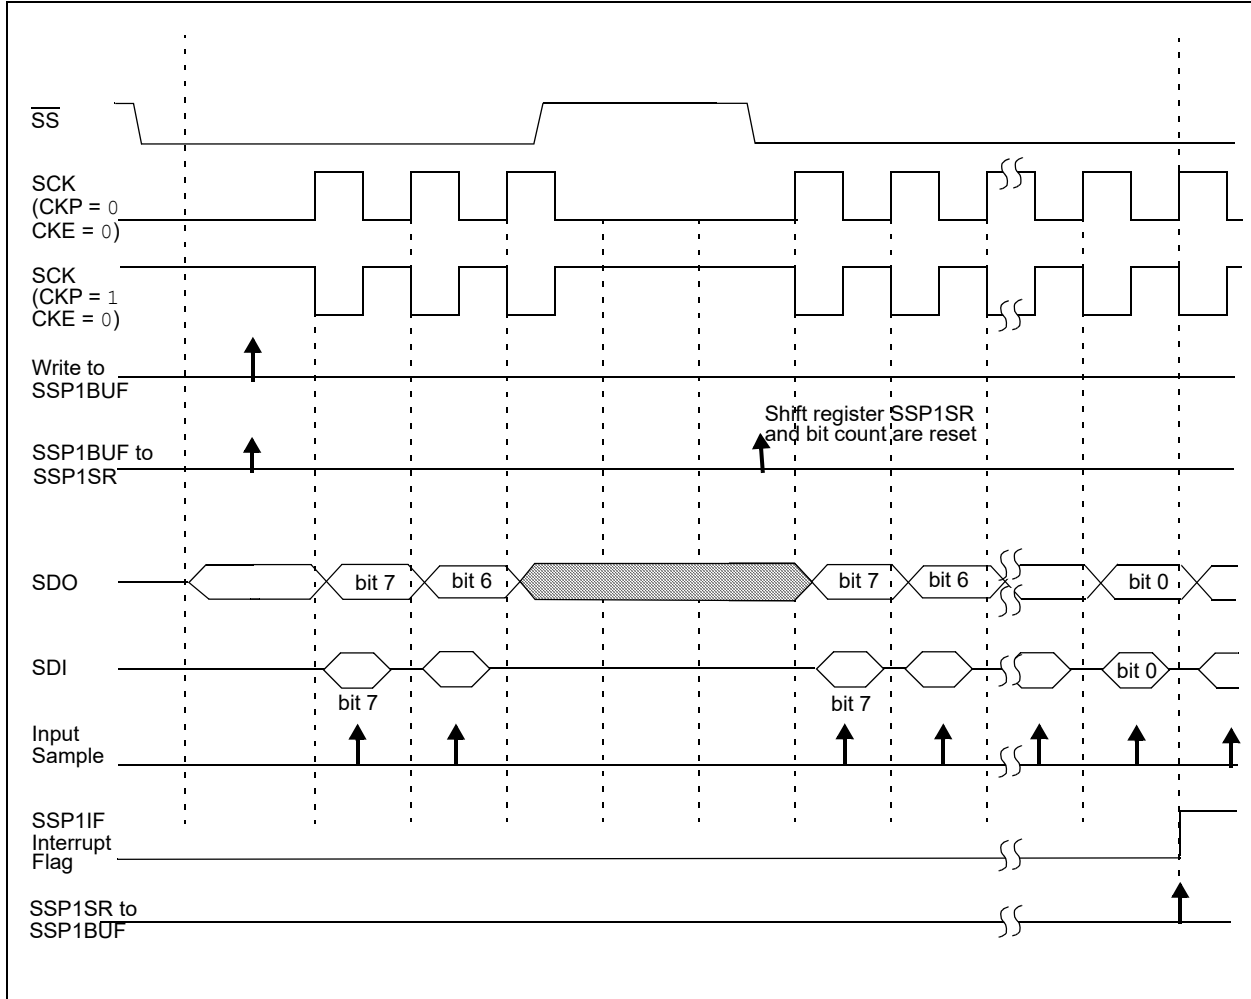 SS
SCK
(CKP = 0
CKE = 0)
SCK
(CKP = 1
CKE = 0)
Write to
SSP1BUF
Shift register SSP1SR
and bit count are reset
SSP1BUF to
SSP1SR
SDO
bit 7
bit 6
bit 7
bit 6
bit 0
SDI
bit 0
bit 7
bit 7
Input
Sample
SSP1IF
Interrupt
Flag
SSP1SR to
SSP1BUF